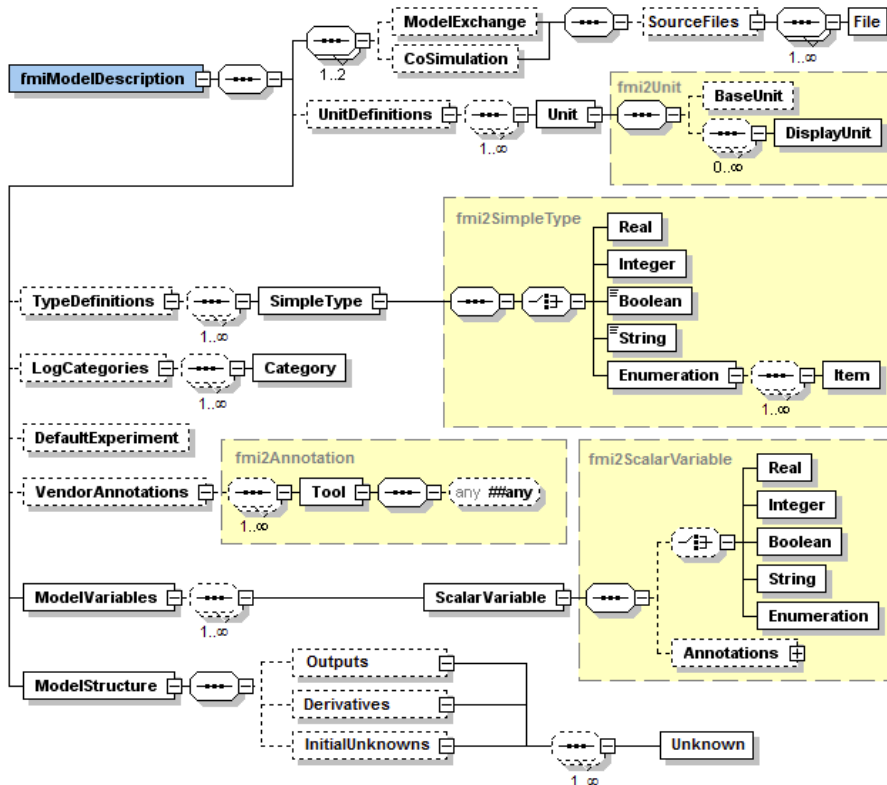 fmiModelDescription
1..2
ModelExchange
CoSimulation
SourceFiles
1..∞
File
UnitDefinitions
1..∞
Unit
fmi2Unit
BaseUnit
0..∞
DisplayUnit
TypeDefinitions
1..∞
SimpleType
fmi2SimpleType
Real
Integer
Boolean
String
Enumeration
1..∞
Item
LogCategories
1..∞
Category
DefaultExperiment
VendorAnnotations
fmi2Annotation
1..∞
Tool
any ##any
ModelVariables
1..∞
ScalarVariable
fmi2ScalarVariable
Real
Integer
Boolean
String
Enumeration
Annotations
ModelStructure
Outputs
Derivatives
InitialUnknowns
1..∞
Unknown